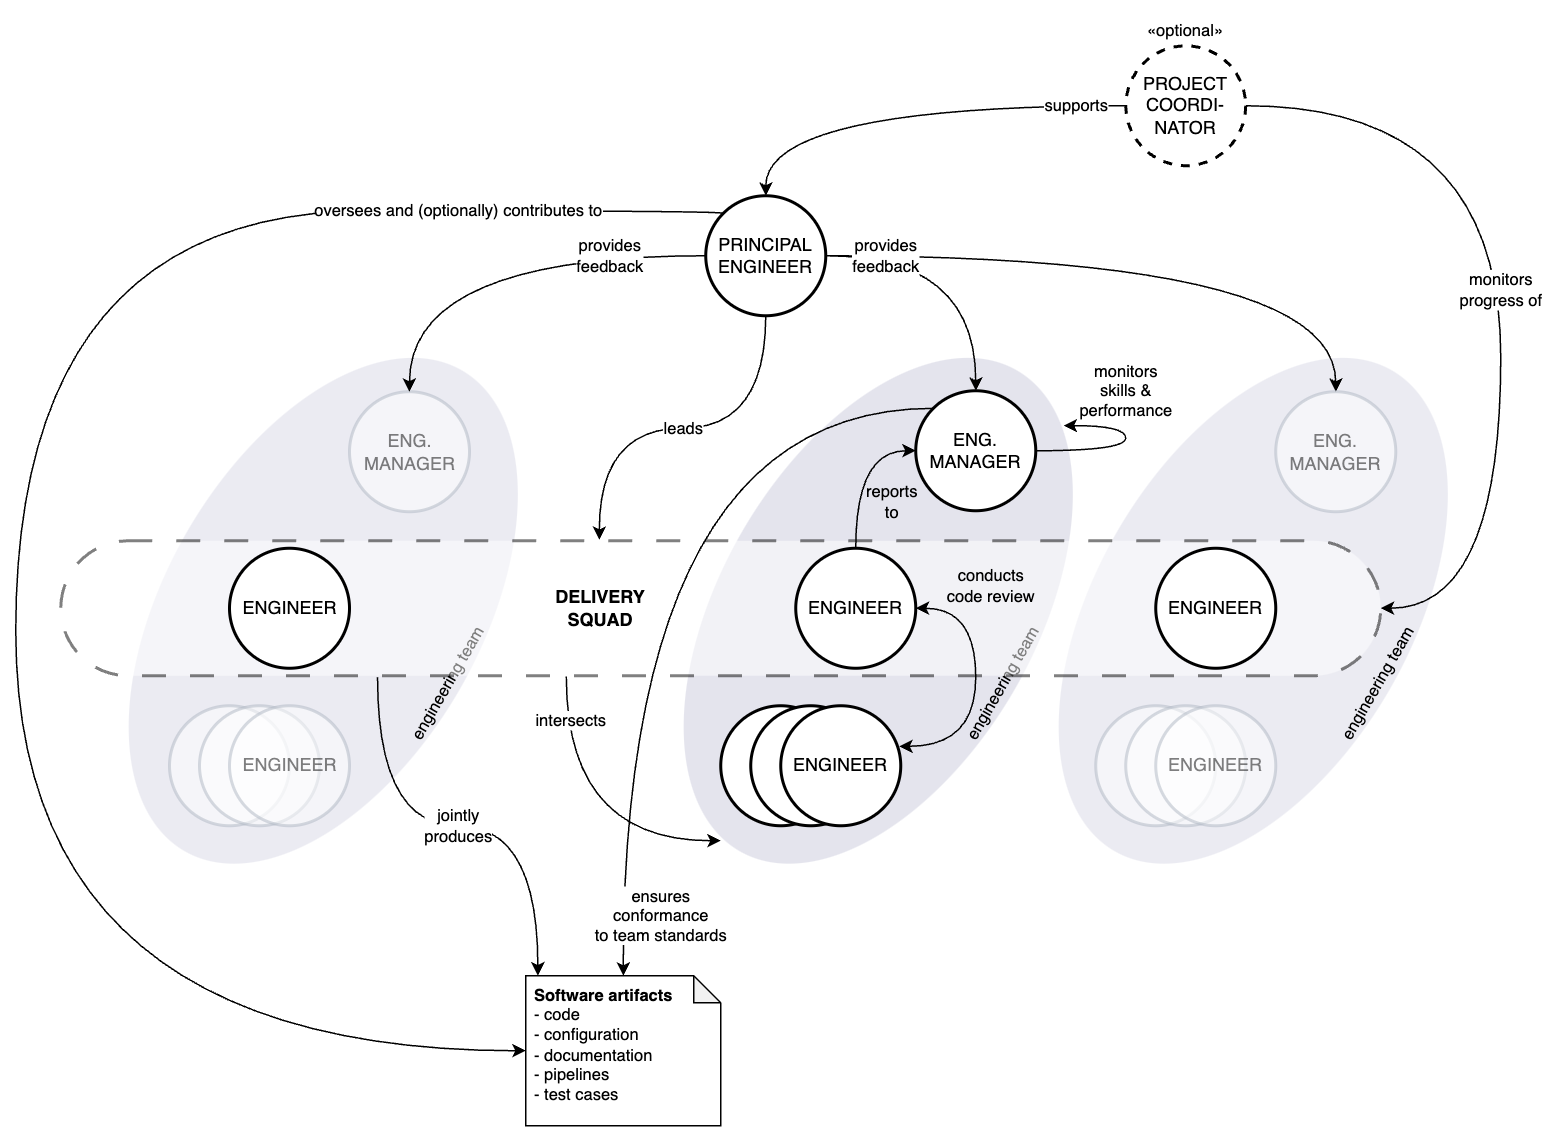 «optional»
PROJECT
COORDI-
NATOR
supports
oversees and (optionally) contributes to
PRINCIPAL
ENGINEER
provides
feedback
provides
feedback
monitors
progress of
leads
monitors
skills &
performance
ENG.
MANAGER
ENG.
MANAGER
ENG.
MANAGER
reports
to
conducts
code review
DELIVERY
SQUAD
ENGINEER
ENGINEER
ENGINEER
engineering team
engineering team
engineering team
intersects
ENGINEER
ENGINEER
ENGINEER
jointly
produces
ensures
conformance
to team standards
Software artifacts
- code
- configuration
- documentation
- pipelines
- test cases